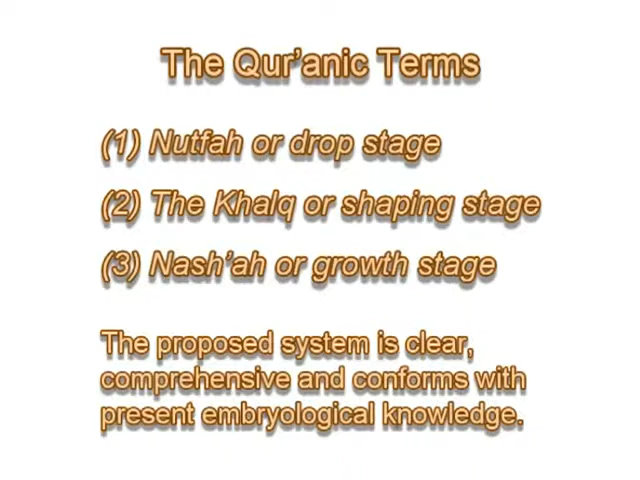 The Qur'anic Terms
(1) Nutfah or drop stage
(2) The Khalq or shaping stage
(3) Nash'ah or growth stage
The proposed system is clear,
comprehensive and conforms with
present embryological knowledge.